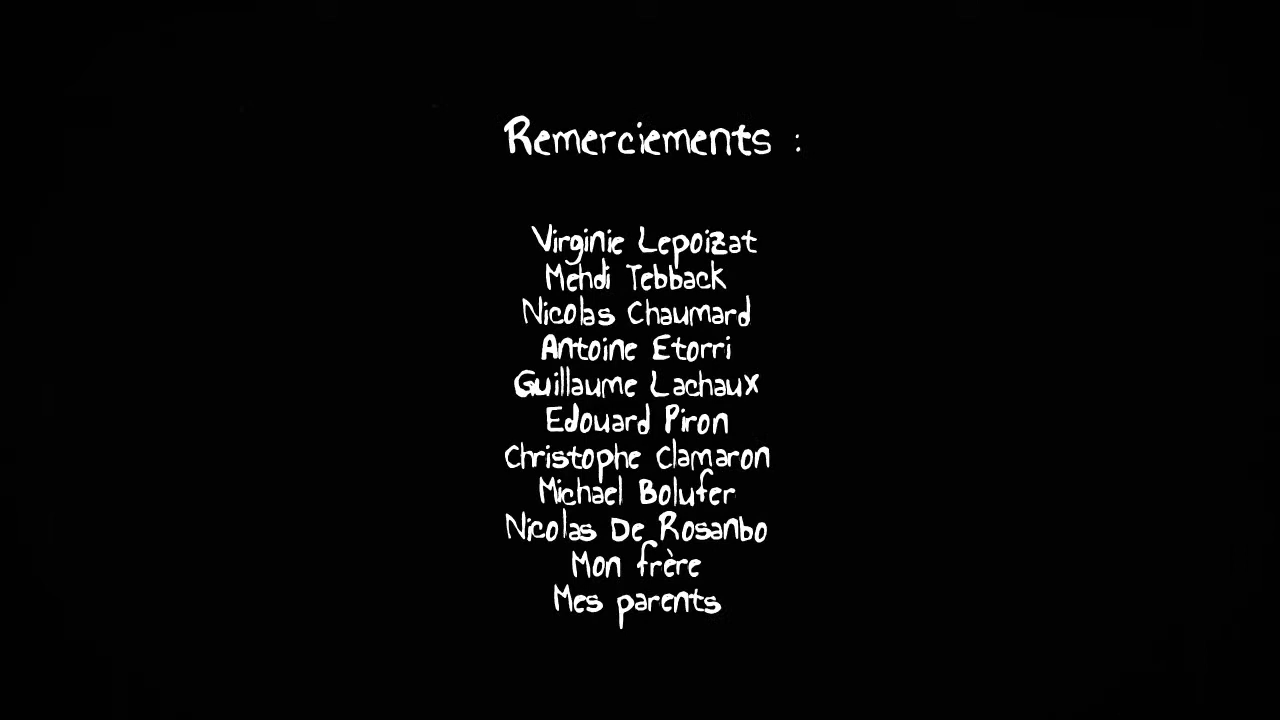 Remerciements :
Virginie Lepoizat
Mehdi Tebback
Nicolas Chaumard
Antoine Etorri
Guillaume Lachaux
Edouard Piron
Christophe Clamaron
Michael Bolufer
Nicolas De Rosanbo
Mon frère
Mes parents